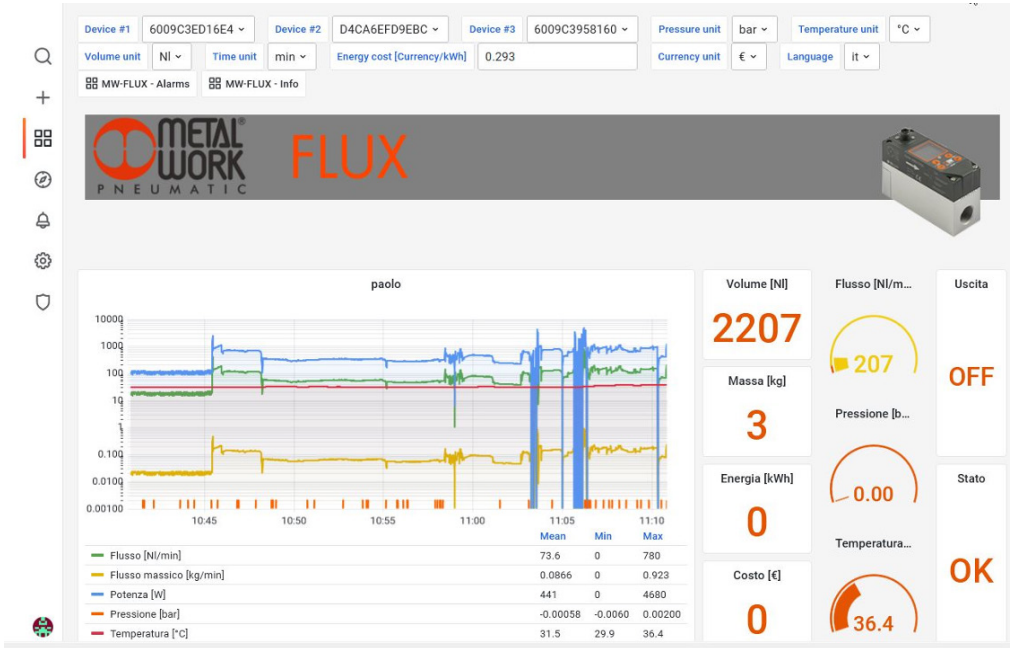 Device #1 6009C3ED16E4 Device #2 D4CA6EFD9EBC Device #3 6009C3958160 Pressure unit bar Temperature unit °C
Volume unit Nl Time unit min Energy cost [Currency/kWh] 0.293 Currency unit € Language it
MW-FLUX - Alarms MW-FLUX - Info
METAL®
WORK
PNEUMATIC
FLUX
paolo
10000
1000
100
10
1
0.100
0.0100
0.00100
10:45 10:50 10:55 11:00 11:05 11:10
Mean Min Max
Flusso [Nl/min] 73.6 0 780
Flusso massico [kg/min] 0.0866 0 0.923
Potenza [W] 441 0 4680
Pressione [bar] -0.00058 -0.0060 0.00200
Temperatura [°C] 31.5 29.9 36.4
Volume [Nl]
2207
Massa [kg]
3
Energia [kWh]
0
Costo [€]
0
Flusso [Nl/m...
207
Pressione [b...
0.00
Temperatura...
36.4
Uscita
OFF
Stato
OK